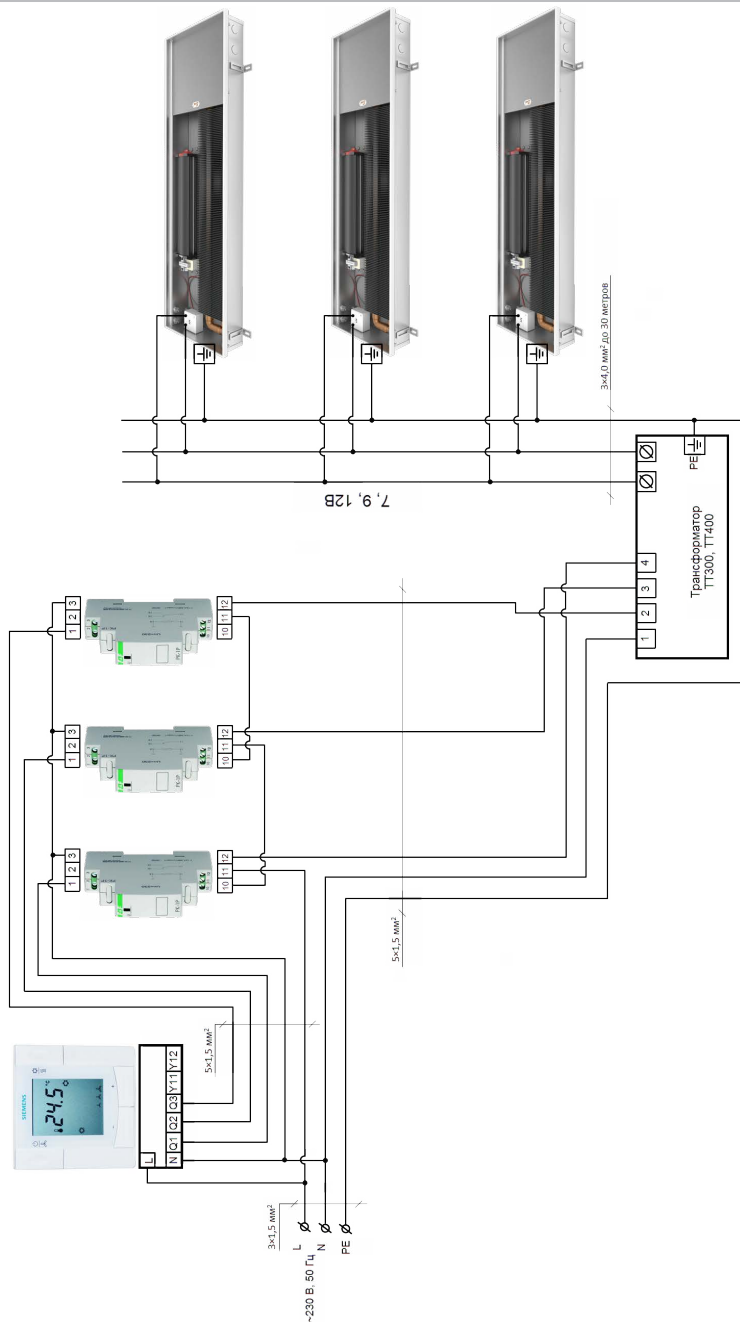 3×4,0 мм² до 30 метров
7, 9, 12В
PE
Трансформатор
ТТ300, ТТ400
1
2
3
4
1 2 3
10 11 12
1 2 3
10 11 12
1 2 3
10 11 12
5×1,5 мм²
5×1,5 мм²
SIEMENS
24.5
L
N Q1 Q2 Q3 Y11 Y12
3×1,5 мм²
L
N
PE
~230 В, 50 Гц